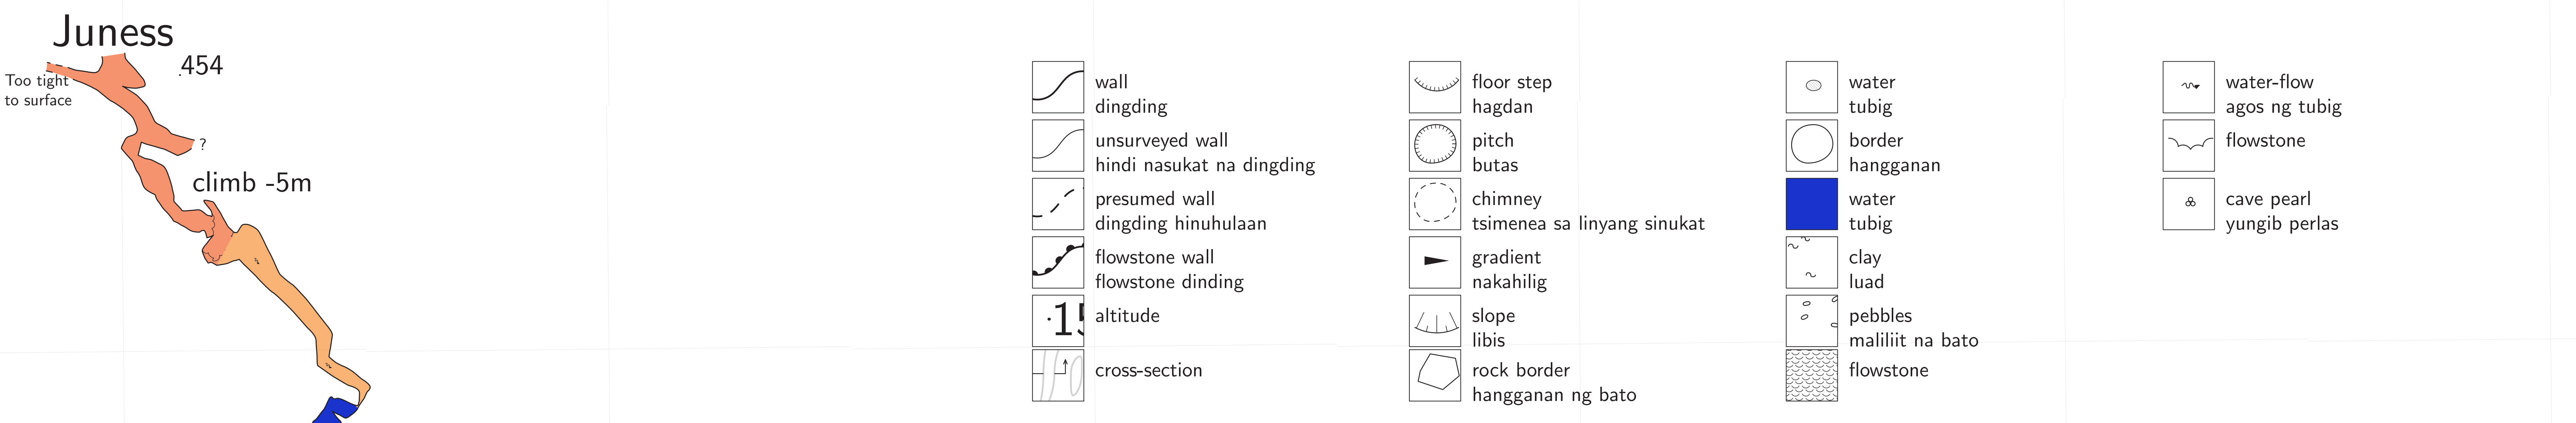 Juness
.454
Too tight
to surface
?
climb -5m
wall
dingding
unsurveyed wall
hindi nasukat na dingding
presumed wall
dingding hinuhulaan
flowstone wall
flowstone dinding
.15
altitude
cross-section
floor step
hagdan
pitch
butas
chimney
tsimenea sa linyang sinukat
gradient
nakahilig
slope
libis
rock border
hangganan ng bato
water
tubig
border
hangganan
water
tubig
clay
luad
pebbles
maliliit na bato
flowstone
water-flow
agos ng tubig
flowstone
cave pearl
yungib perlas